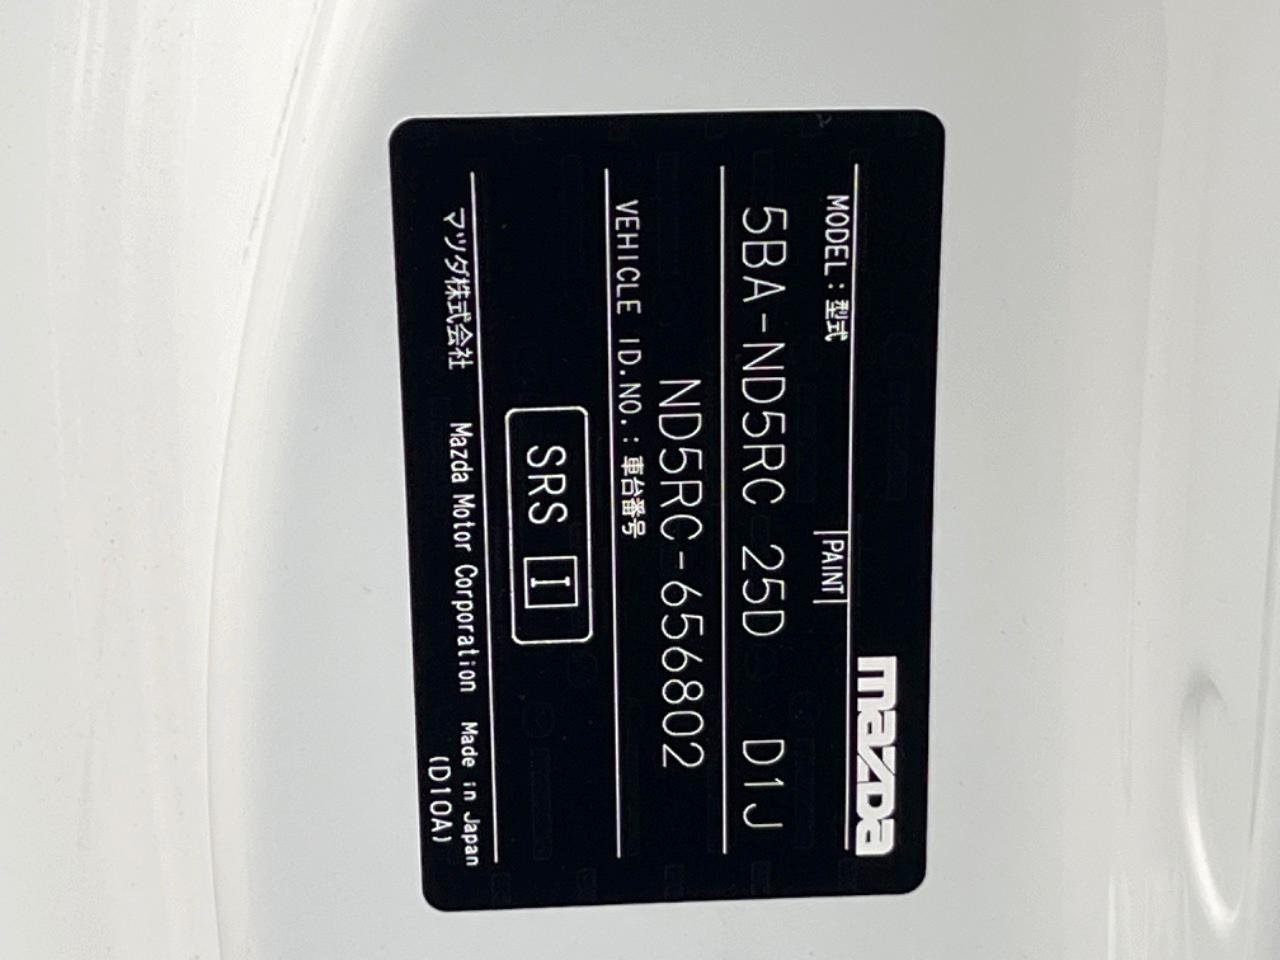 mazda
MODEL:型式 PAINT
5BA-ND5RC 25D D1J
ND5RC-656802
VEHICLE ID.NO.:車台番号
SRS I
マツダ株式会社 Mazda Motor Corporation Made in Japan
(D10A)